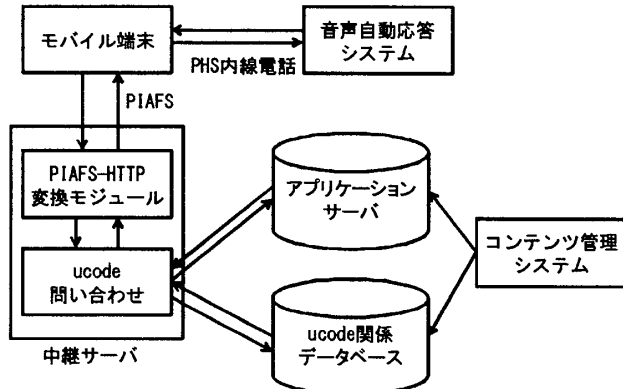 モバイル端末
音声自動応答
システム
PHS内線電話
PIAFS
PIAFS-HTTP
変換モジュール
アプリケーション
サーバ
ucode
問い合わせ
コンテンツ管理
システム
ucode関係
データベース
中継サーバ